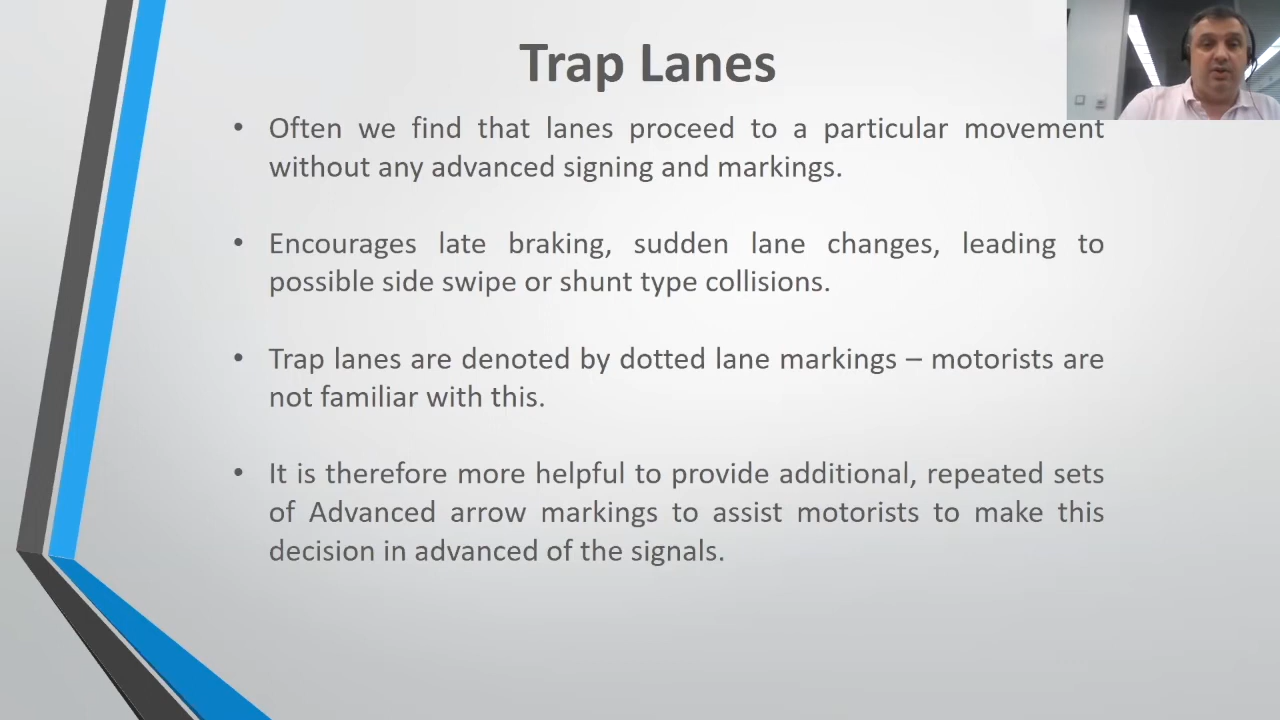 Trap Lanes
• Often we find that lanes proceed to a particular movement
without any advanced signing and markings.
• Encourages late braking, sudden lane changes, leading to
possible side swipe or shunt type collisions.
• Trap lanes are denoted by dotted lane markings – motorists are
not familiar with this.
• It is therefore more helpful to provide additional, repeated sets
of Advanced arrow markings to assist motorists to make this
decision in advanced of the signals.